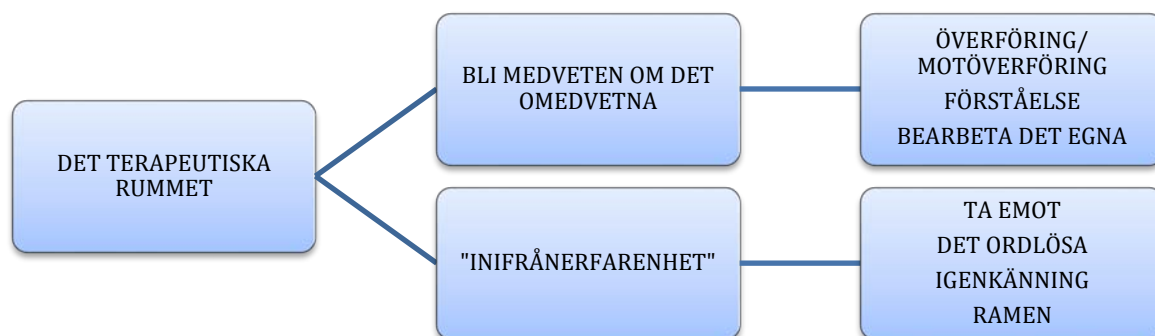 DET TERAPEUTISKA
RUMMET
BLI MEDVETEN OM DET
OMEDVETNA
ÖVERFÖRING/
MOTÖVERFÖRING
FÖRSTÅELSE
BEARBETA DET EGNA
"INIFRÅNERFARENHET"
TA EMOT
DET ORDLÖSA
IGENKÄNNING
RAMEN